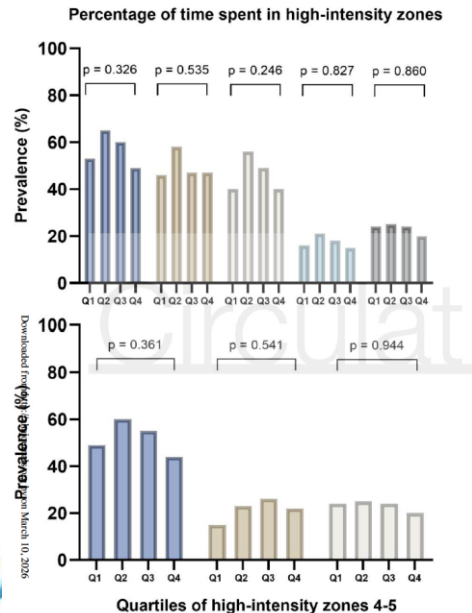 Percentage of time spent in high-intensity zones
100
80
60
40
20
0
Prevalence (%)
p = 0.326
p = 0.535
p = 0.246
p = 0.827
p = 0.860
Q1 Q2 Q3 Q4
Q1 Q2 Q3 Q4
Q1 Q2 Q3 Q4
Q1 Q2 Q3 Q4
Q1 Q2 Q3 Q4
Circulat
Downloaded from on March 10, 2026
100
80
60
40
20
0
Prevalence (%)
p = 0.361
p = 0.541
p = 0.944
Q1 Q2 Q3 Q4
Q1 Q2 Q3 Q4
Q1 Q2 Q3 Q4
Quartiles of high-intensity zones 4-5